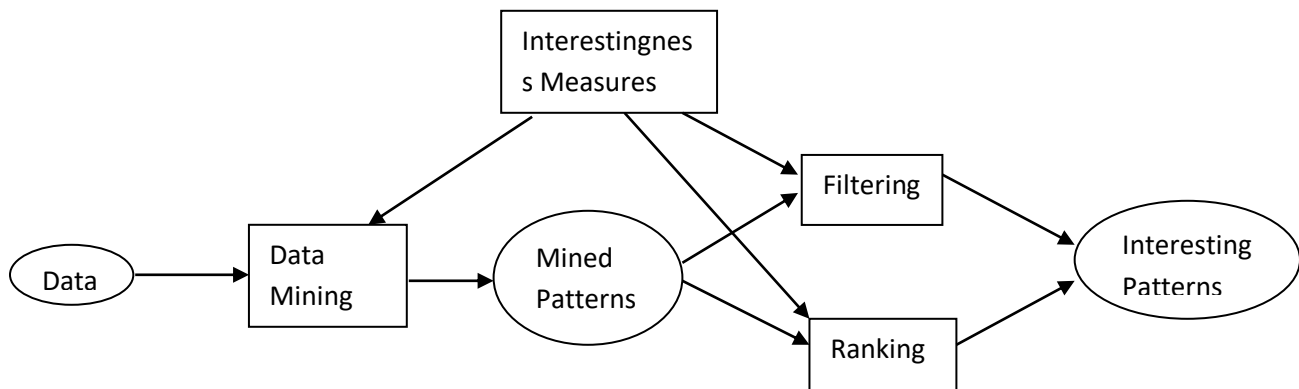 Interestingnes
s Measures
Filtering
Data
Mining
Data
Mined
Patterns
Interesting
Patterns
Ranking